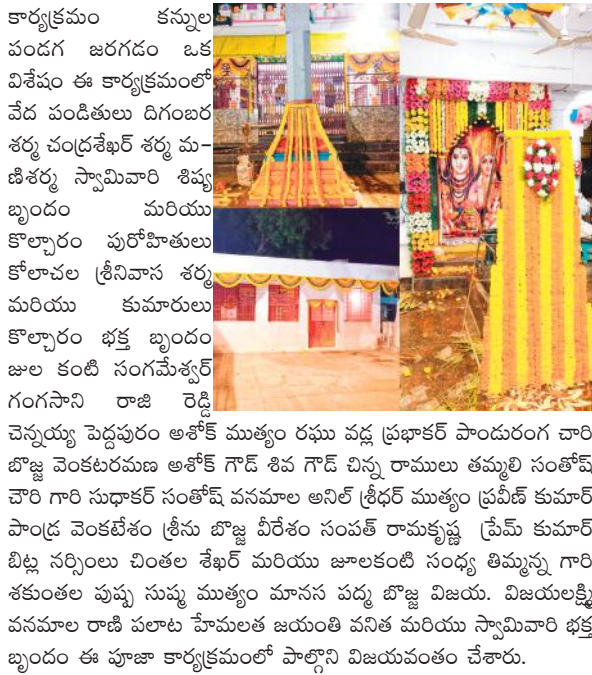 కార్యక్రమం కన్నుల
పండగ జరగడం ఒక
విశేషం ఈ కార్యక్రమంలో
వేద పండితులు దిగంబర
శర్మ చంద్రశేఖర్ శర్మ మ-
ణిశర్మ స్వామివారి శిష్య
బృందం మరియు
కొల్చారం పురోహితులు
కోలాచల శ్రీనివాస శర్మ
మరియు కుమారులు
కొల్చారం భక్త బృందం
జుల కంటి సంగమేశ్వర్
గంగసాని రాజి రెడ్డి
చెన్నయ్య పెద్దపురం అశోక్ ముత్యం రఘు వడ్ల ప్రభాకర్ పాండురంగ చారి
బొజ్జ వెంకటరమణ అశోక్ గౌడ్ శివ గౌడ్ చిన్న రాములు తమ్మలి సంతోష్
చౌరి గారి సుధాకర్ సంతోష్ వనమాల అనిల్ శ్రీధర్ ముత్యం ప్రవీణ్ కుమార్
పాండ్ర వెంకటేశం శ్రీను బొజ్జ వీరేశం సంపత్ రామకృష్ణ ప్రేమ్ కుమార్
బిట్ల నర్సింలు చింతల శేఖర్ మరియు జూలకంటి సంధ్య తిమ్మన్న గారి
శకుంతల పుష్ప సుష్మ ముత్యం మానస పద్మ బొజ్జ విజయ. విజయలక్ష్మి
వనమాల రాణి పలాట హేమలత జయంతి వనిత మరియు స్వామివారి భక్త
బృందం ఈ పూజా కార్యక్రమంలో పాల్గొని విజయవంతం చేశారు.